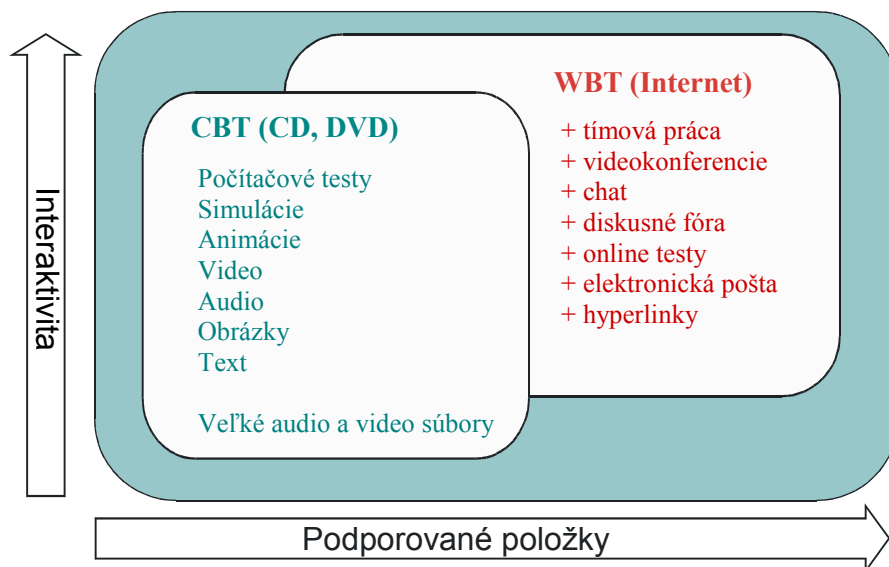 Interaktivita
CBT (CD, DVD)
Počítačové testy
Simulácie
Animácie
Video
Audio
Obrázky
Text
Veľké audio a video súbory
WBT (Internet)
+ tímová práca
+ videokonferencie
+ chat
+ diskusné fóra
+ online testy
+ elektronická pošta
+ hyperlinky
Podporované položky